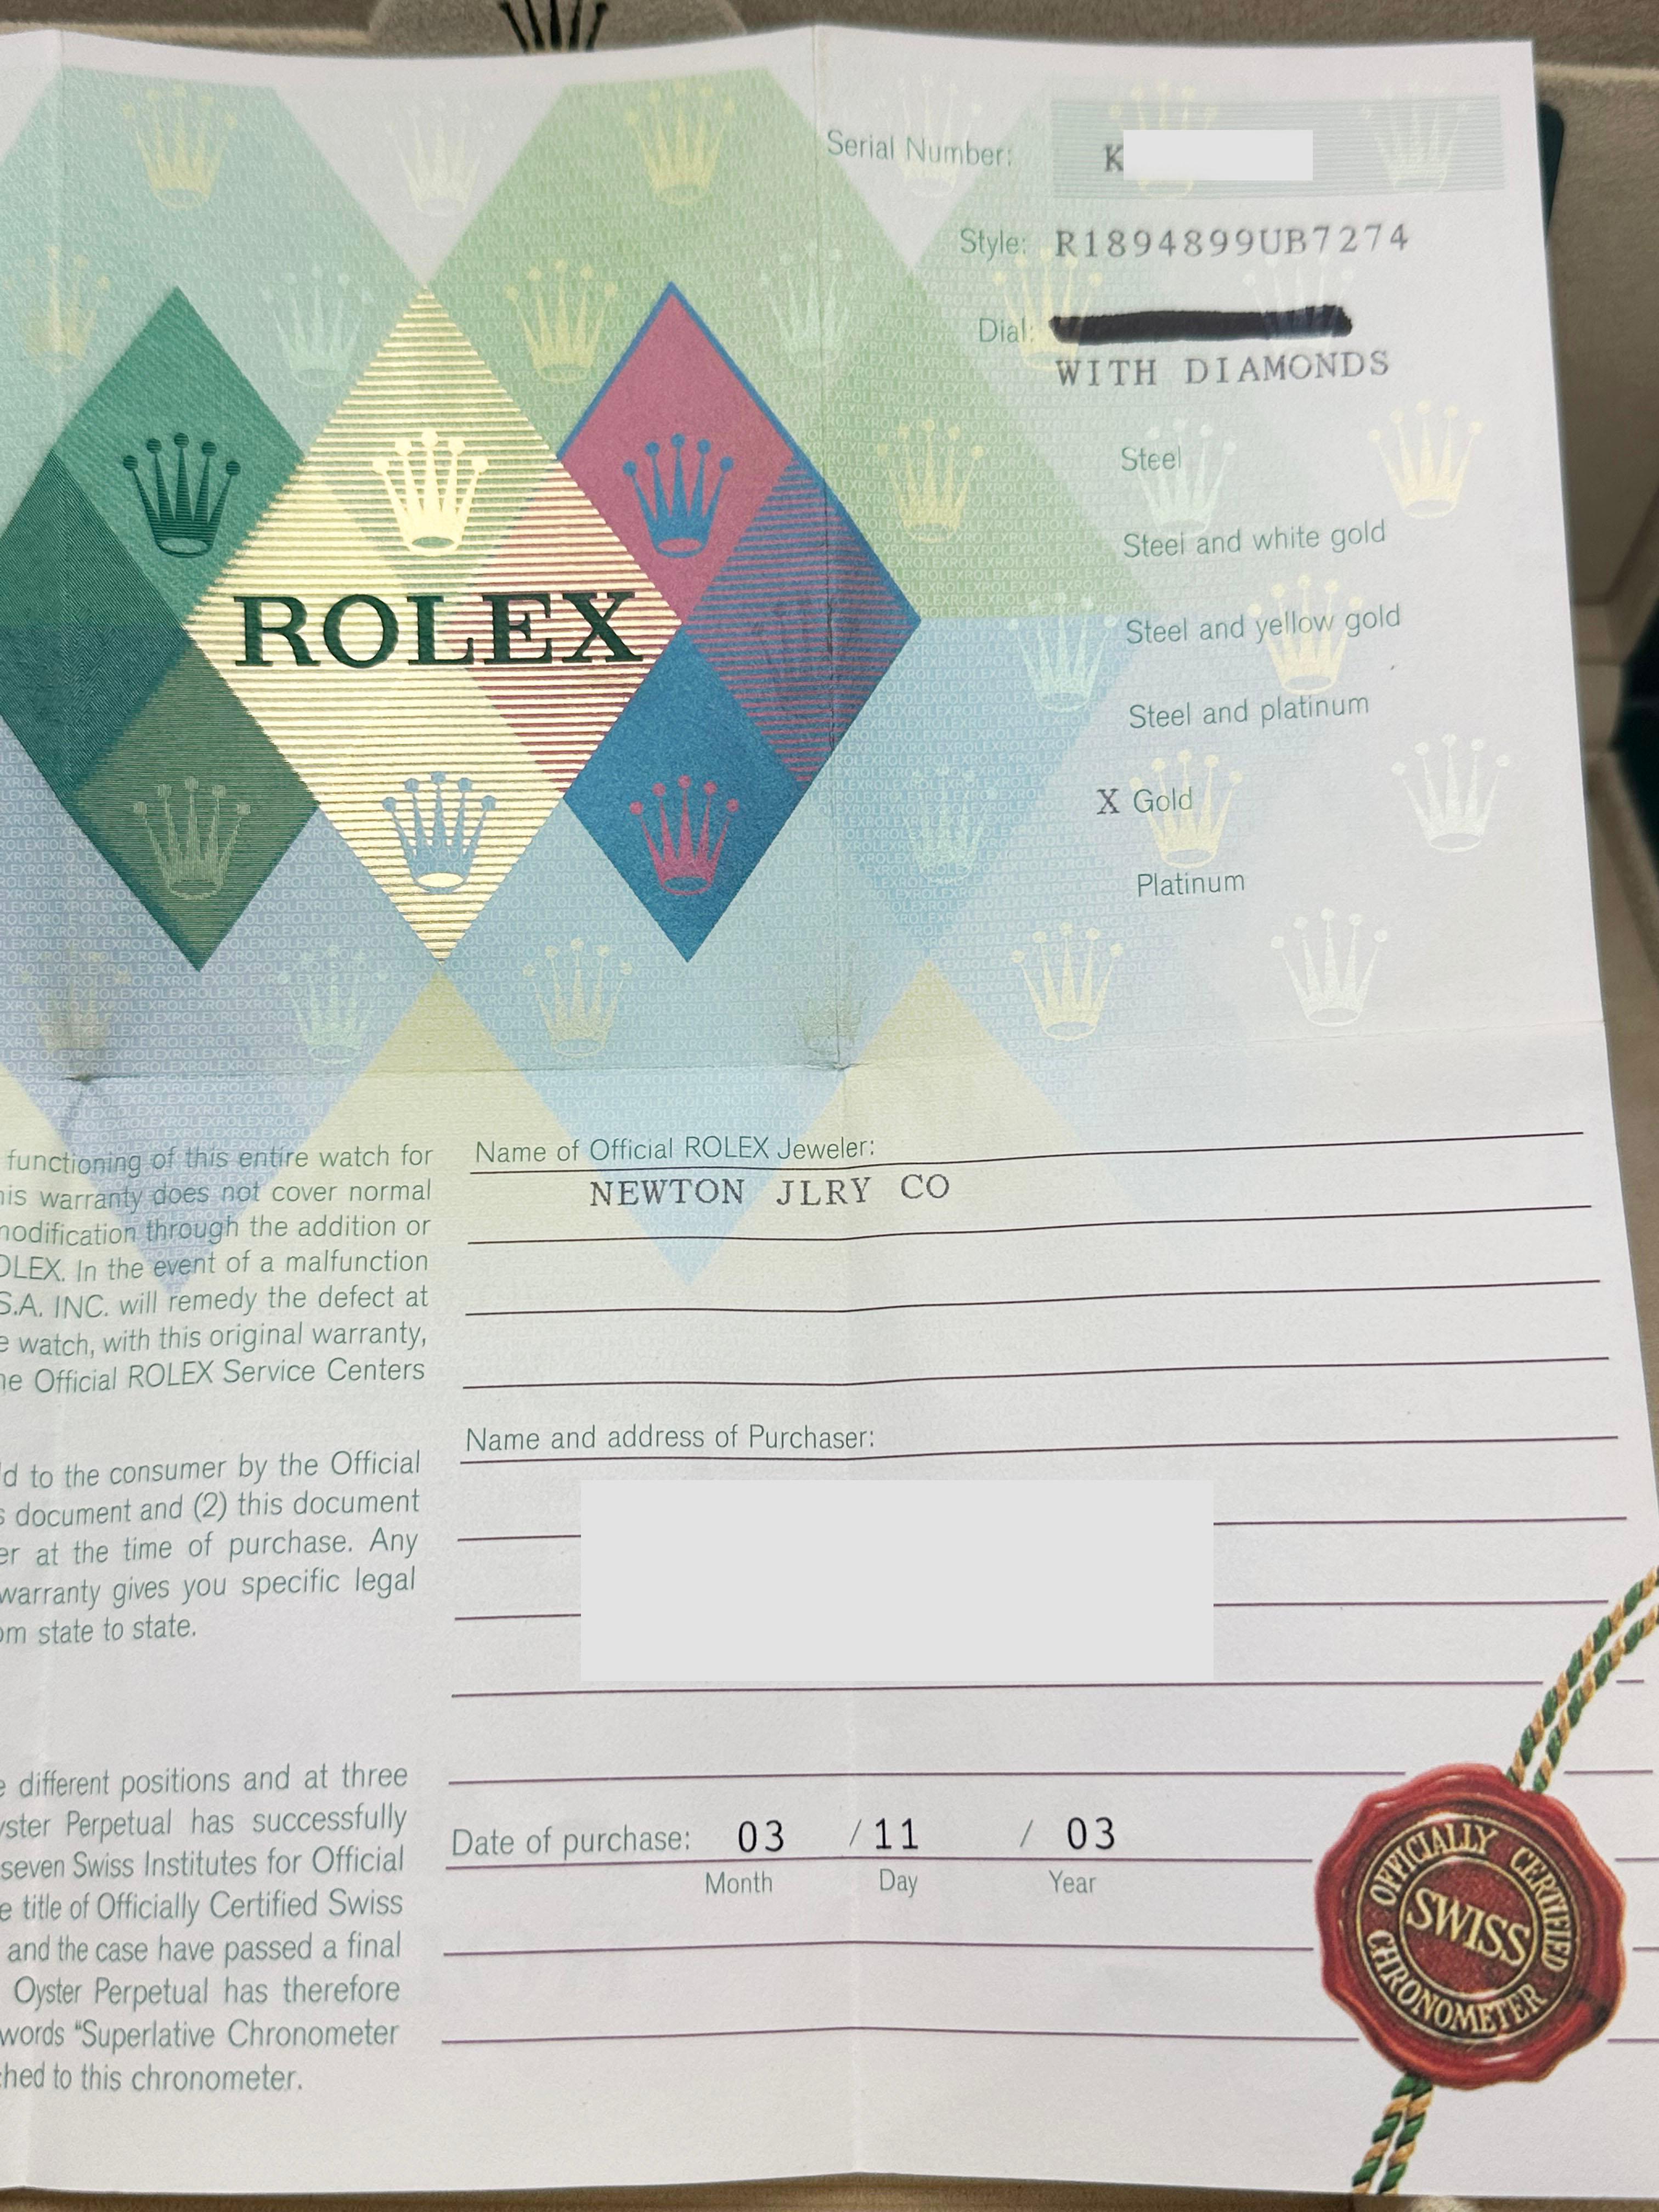 Serial Number: K
Style: R1894899UB7274
Dial:
WITH DIAMONDS
Steel
Steel and white gold
Steel and yellow gold
Steel and platinum
X Gold
Platinum
ROLEX
functioning of this entire watch for
his warranty does not cover normal
modification through the addition or
OLEX. In the event of a malfunction
S.A. INC. will remedy the defect at
e watch, with this original warranty,
he Official ROLEX Service Centers
d to the consumer by the Official
s document and (2) this document
er at the time of purchase. Any
warranty gives you specific legal
om state to state.
e different positions and at three
yster Perpetual has successfully
seven Swiss Institutes for Official
e title of Officially Certified Swiss
and the case have passed a final
Oyster Perpetual has therefore
words “Superlative Chronometer
ched to this chronometer.
Name of Official ROLEX Jeweler:
NEWTON JLRY CO
Name and address of Purchaser:
Date of purchase: 03 / 11 / 03
Month Day Year
OFFICIALLY CERTIFIED
SWISS
CHRONOMETER